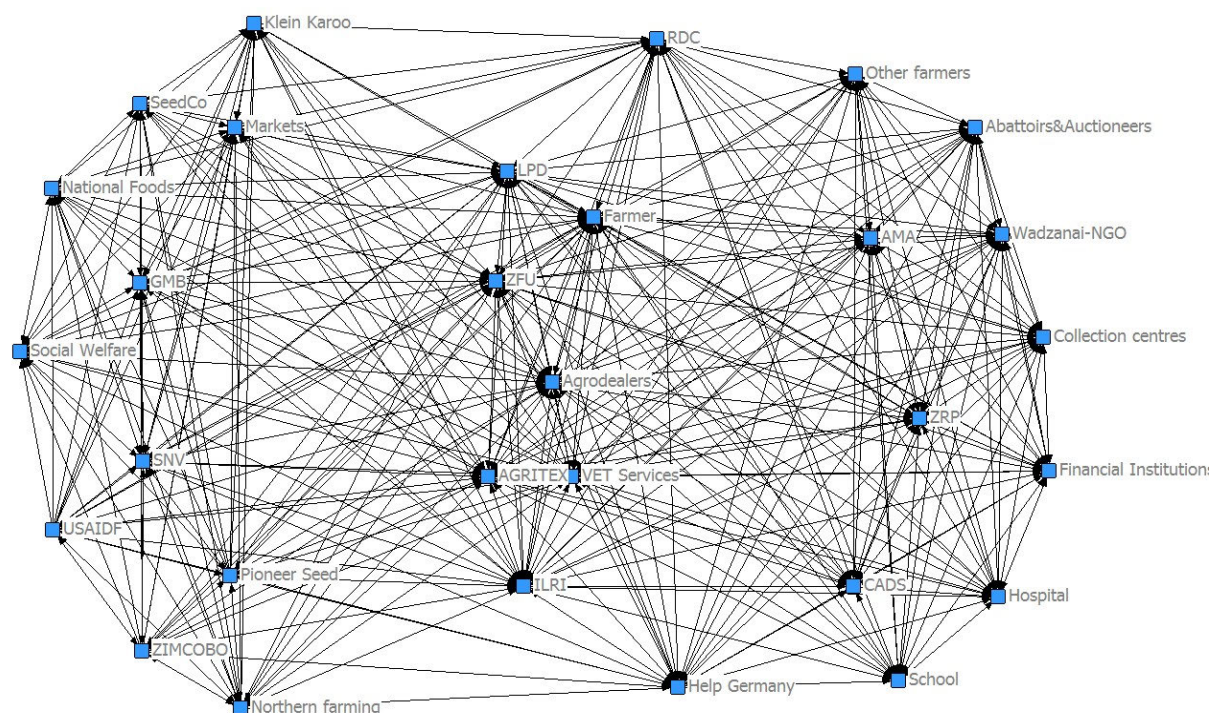 Klein Karoo
RDC
Other farmers
SeedCo
Markets
Abattoirs&Auctioneers
LPD
National Foods
Farmer
AMA
Wadzanai-NGO
GMB
ZFU
Collection centres
Social Welfare
Agrodealers
ZRP
SNV
AGRITEX
VET Services
Financial Institutions
USAIDF
Pioneer Seed
ILRI
CADS
Hospital
ZIMCOBO
School
Help Germany
Northern farming